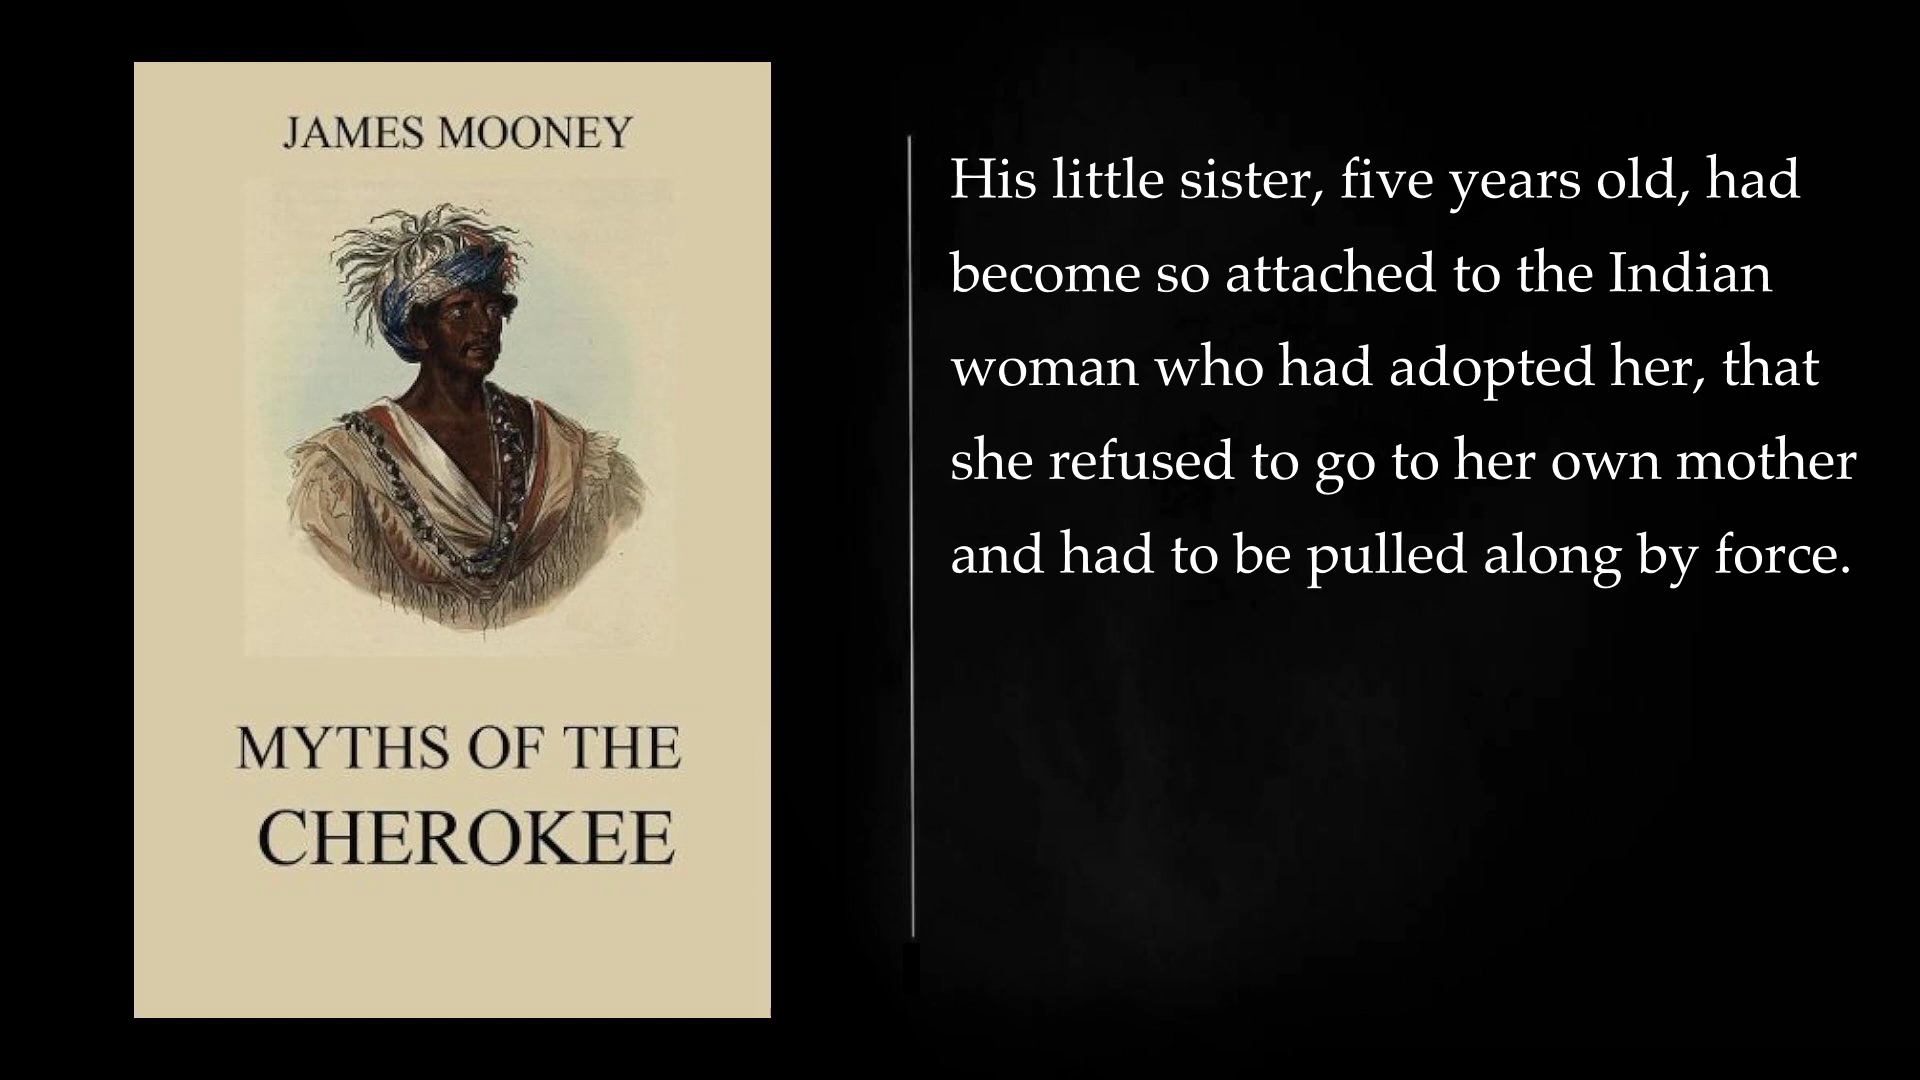 JAMES MOONEY
MYTHS OF THE
CHEROKEE
His little sister, five years old, had
become so attached to the Indian
woman who had adopted her, that
she refused to go to her own mother
and had to be pulled along by force.